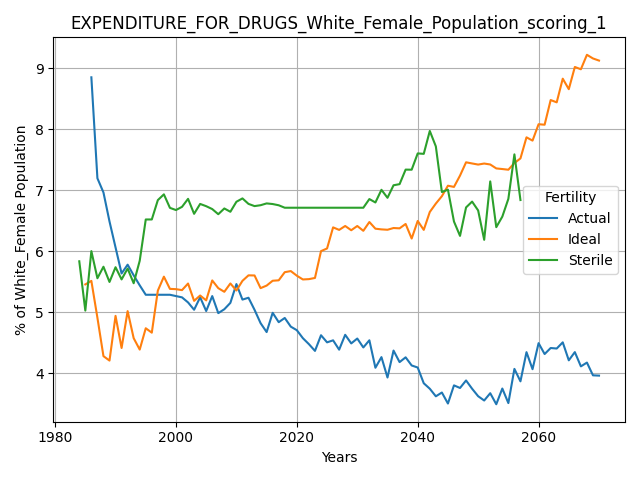 EXPENDITURE_FOR_DRUGS_White_Female_Population_scoring_1
% of White_Female Population
9
8
7
6
5
4
Fertility
Actual
Ideal
Sterile
1980 2000 2020 2040 2060
Years